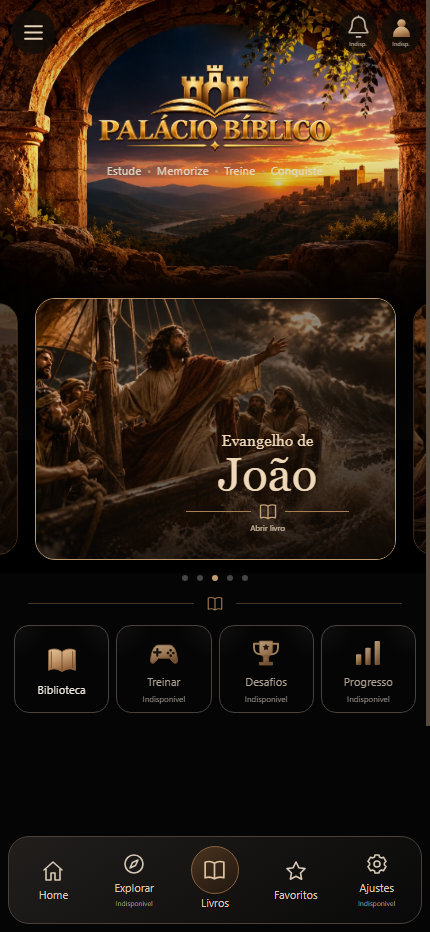 Indisp.
Indisp.
PALÁCIO BÍBLICO
Estude • Memorize • Treine • Conquiste
Evangelho de
João
Abrir livro
Biblioteca
Treinar
Indisponível
Desafios
Indisponível
Progresso
Indisponível
Home
Explorar
Indisponível
Livros
Favoritos
Ajustes
Indisponível